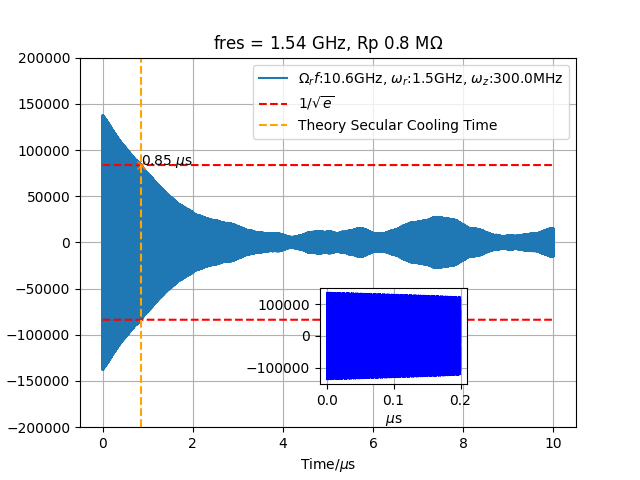 fres = 1.54 GHz, Rp 0.8 MΩ
200000
150000
100000
50000
0
−50000
−100000
−150000
−200000
Ω_rf:10.6GHz, ω_r:1.5GHz, ω_z:300.0MHz
1/√e
Theory Secular Cooling Time
0.85 μs
100000
0
−100000
0.0 0.1 0.2
μs
0 2 4 6 8 10
Time/μs